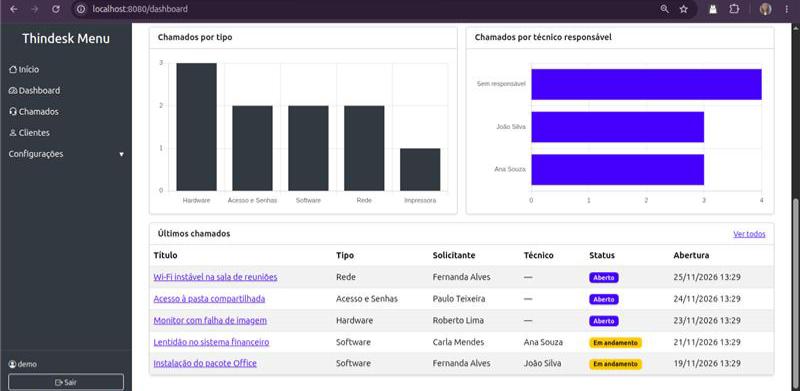 localhost:8080/dashboard
Thindesk Menu
Início
Dashboard
Chamados
Clientes
Configurações
demo
Sair
Chamados por tipo
3
2
1
0
Hardware Acesso e Senhas Software Rede Impressora
Chamados por técnico responsável
Sem responsável
João Silva
Ana Souza
0 1 2 3 4
Últimos chamados Ver todos
Título Tipo Solicitante Técnico Status Abertura
Wi-Fi instável na sala de reuniões Rede Fernanda Alves — Aberto 25/11/2026 13:29
Acesso à pasta compartilhada Acesso e Senhas Paulo Teixeira — Aberto 24/11/2026 13:29
Monitor com falha de imagem Hardware Roberto Lima — Aberto 23/11/2026 13:29
Lentidão no sistema financeiro Software Carla Mendes Ana Souza Em andamento 21/11/2026 13:29
Instalação do pacote Office Software Fernanda Alves João Silva Em andamento 19/11/2026 13:29